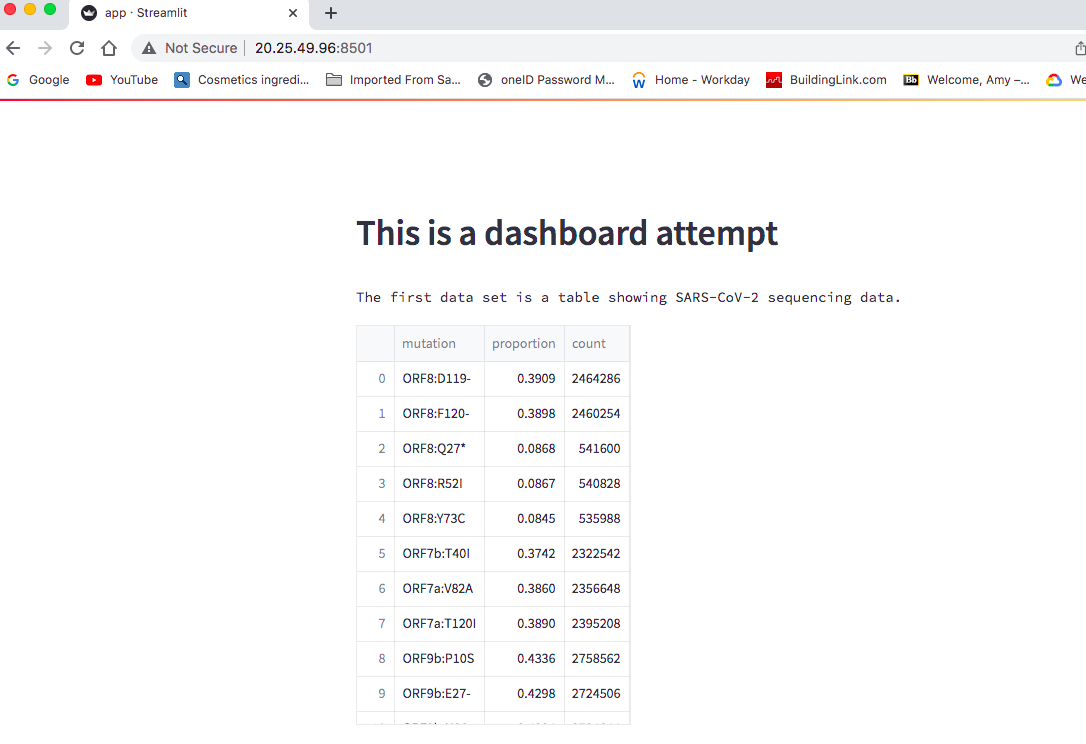 app · Streamlit
Not Secure 20.25.49.96:8501
G Google YouTube Cosmetics ingredi... Imported From Sa... oneID Password M... W Home - Workday BuildingLink.com Bb Welcome, Amy –... We
This is a dashboard attempt
The first data set is a table showing SARS-CoV-2 sequencing data.
mutation proportion count
0 ORF8:D119- 0.3909 2464286
1 ORF8:F120- 0.3898 2460254
2 ORF8:Q27* 0.0868 541600
3 ORF8:R52I 0.0867 540828
4 ORF8:Y73C 0.0845 535988
5 ORF7b:T40I 0.3742 2322542
6 ORF7a:V82A 0.3860 2356648
7 ORF7a:T120I 0.3890 2395208
8 ORF9b:P10S 0.4336 2758562
9 ORF9b:E27- 0.4298 2724506